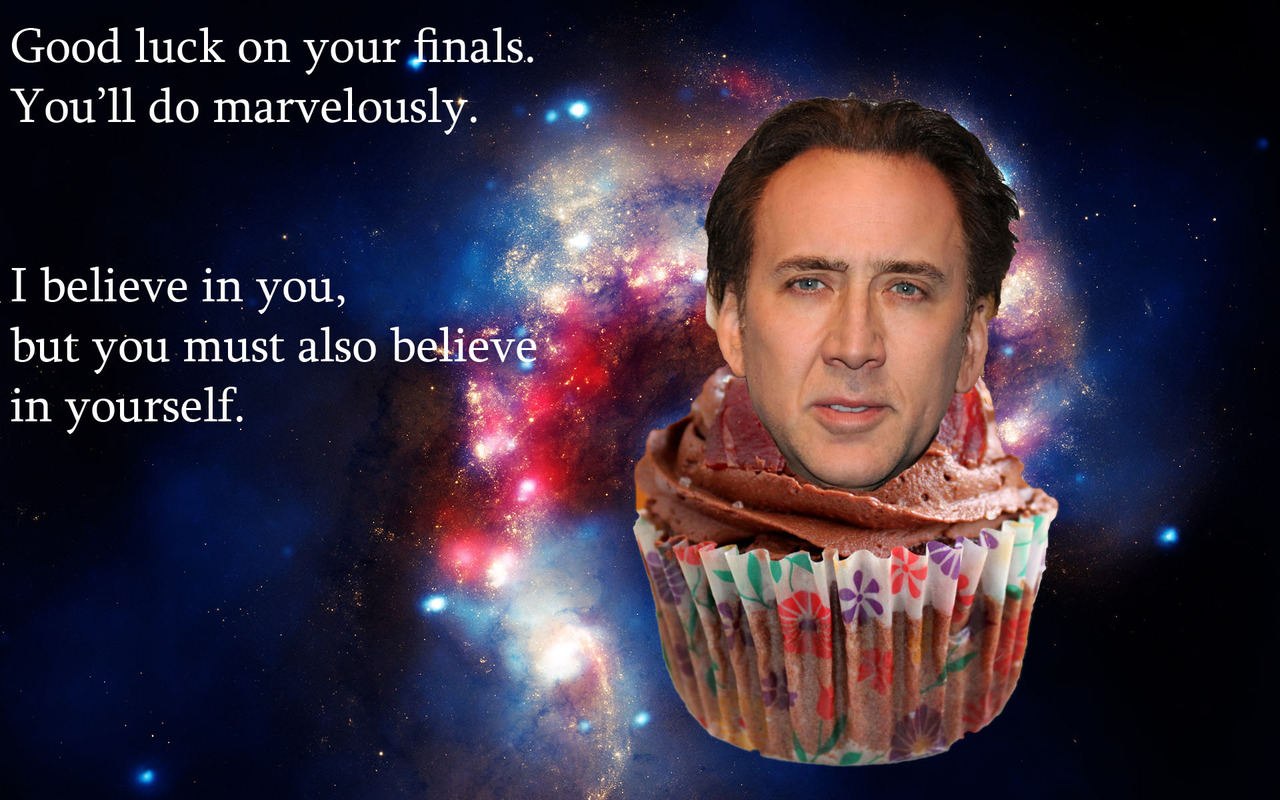 Good luck on your finals.
You’ll do marvelously.
I believe in you,
but you must also believe
in yourself.